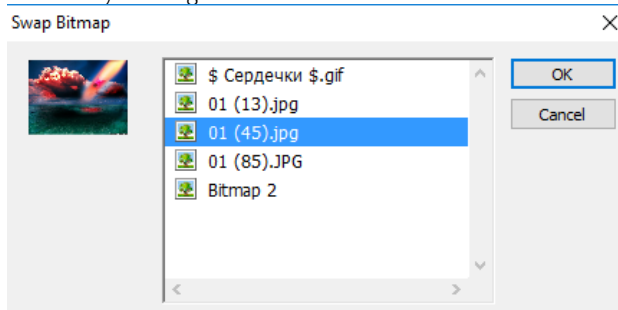 Swap Bitmap
$ Сердечки $.gif
01 (13).jpg
01 (45).jpg
01 (85).JPG
Bitmap 2
OK
Cancel